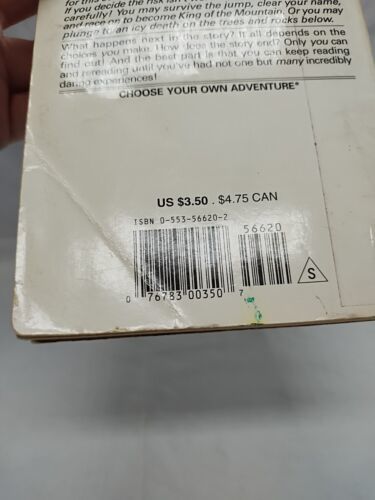 for this
If you decide the risk isn't
carefully! You may survive the jump, clear your name,
and race on to become King of the Mountain. Or you may
plunge to an icy death on the trees and rocks below.
What happens next in the story? It all depends on the
choices you make. How does the story end? Only you can
find out! And the best part is that you can keep reading
and rereading until you've had not one but many incredibly
daring experiences!
CHOOSE YOUR OWN ADVENTURE®
US $3.50 . $4.75 CAN
ISBN 0-553-56620-2
56620
S
0 76783 00350 7